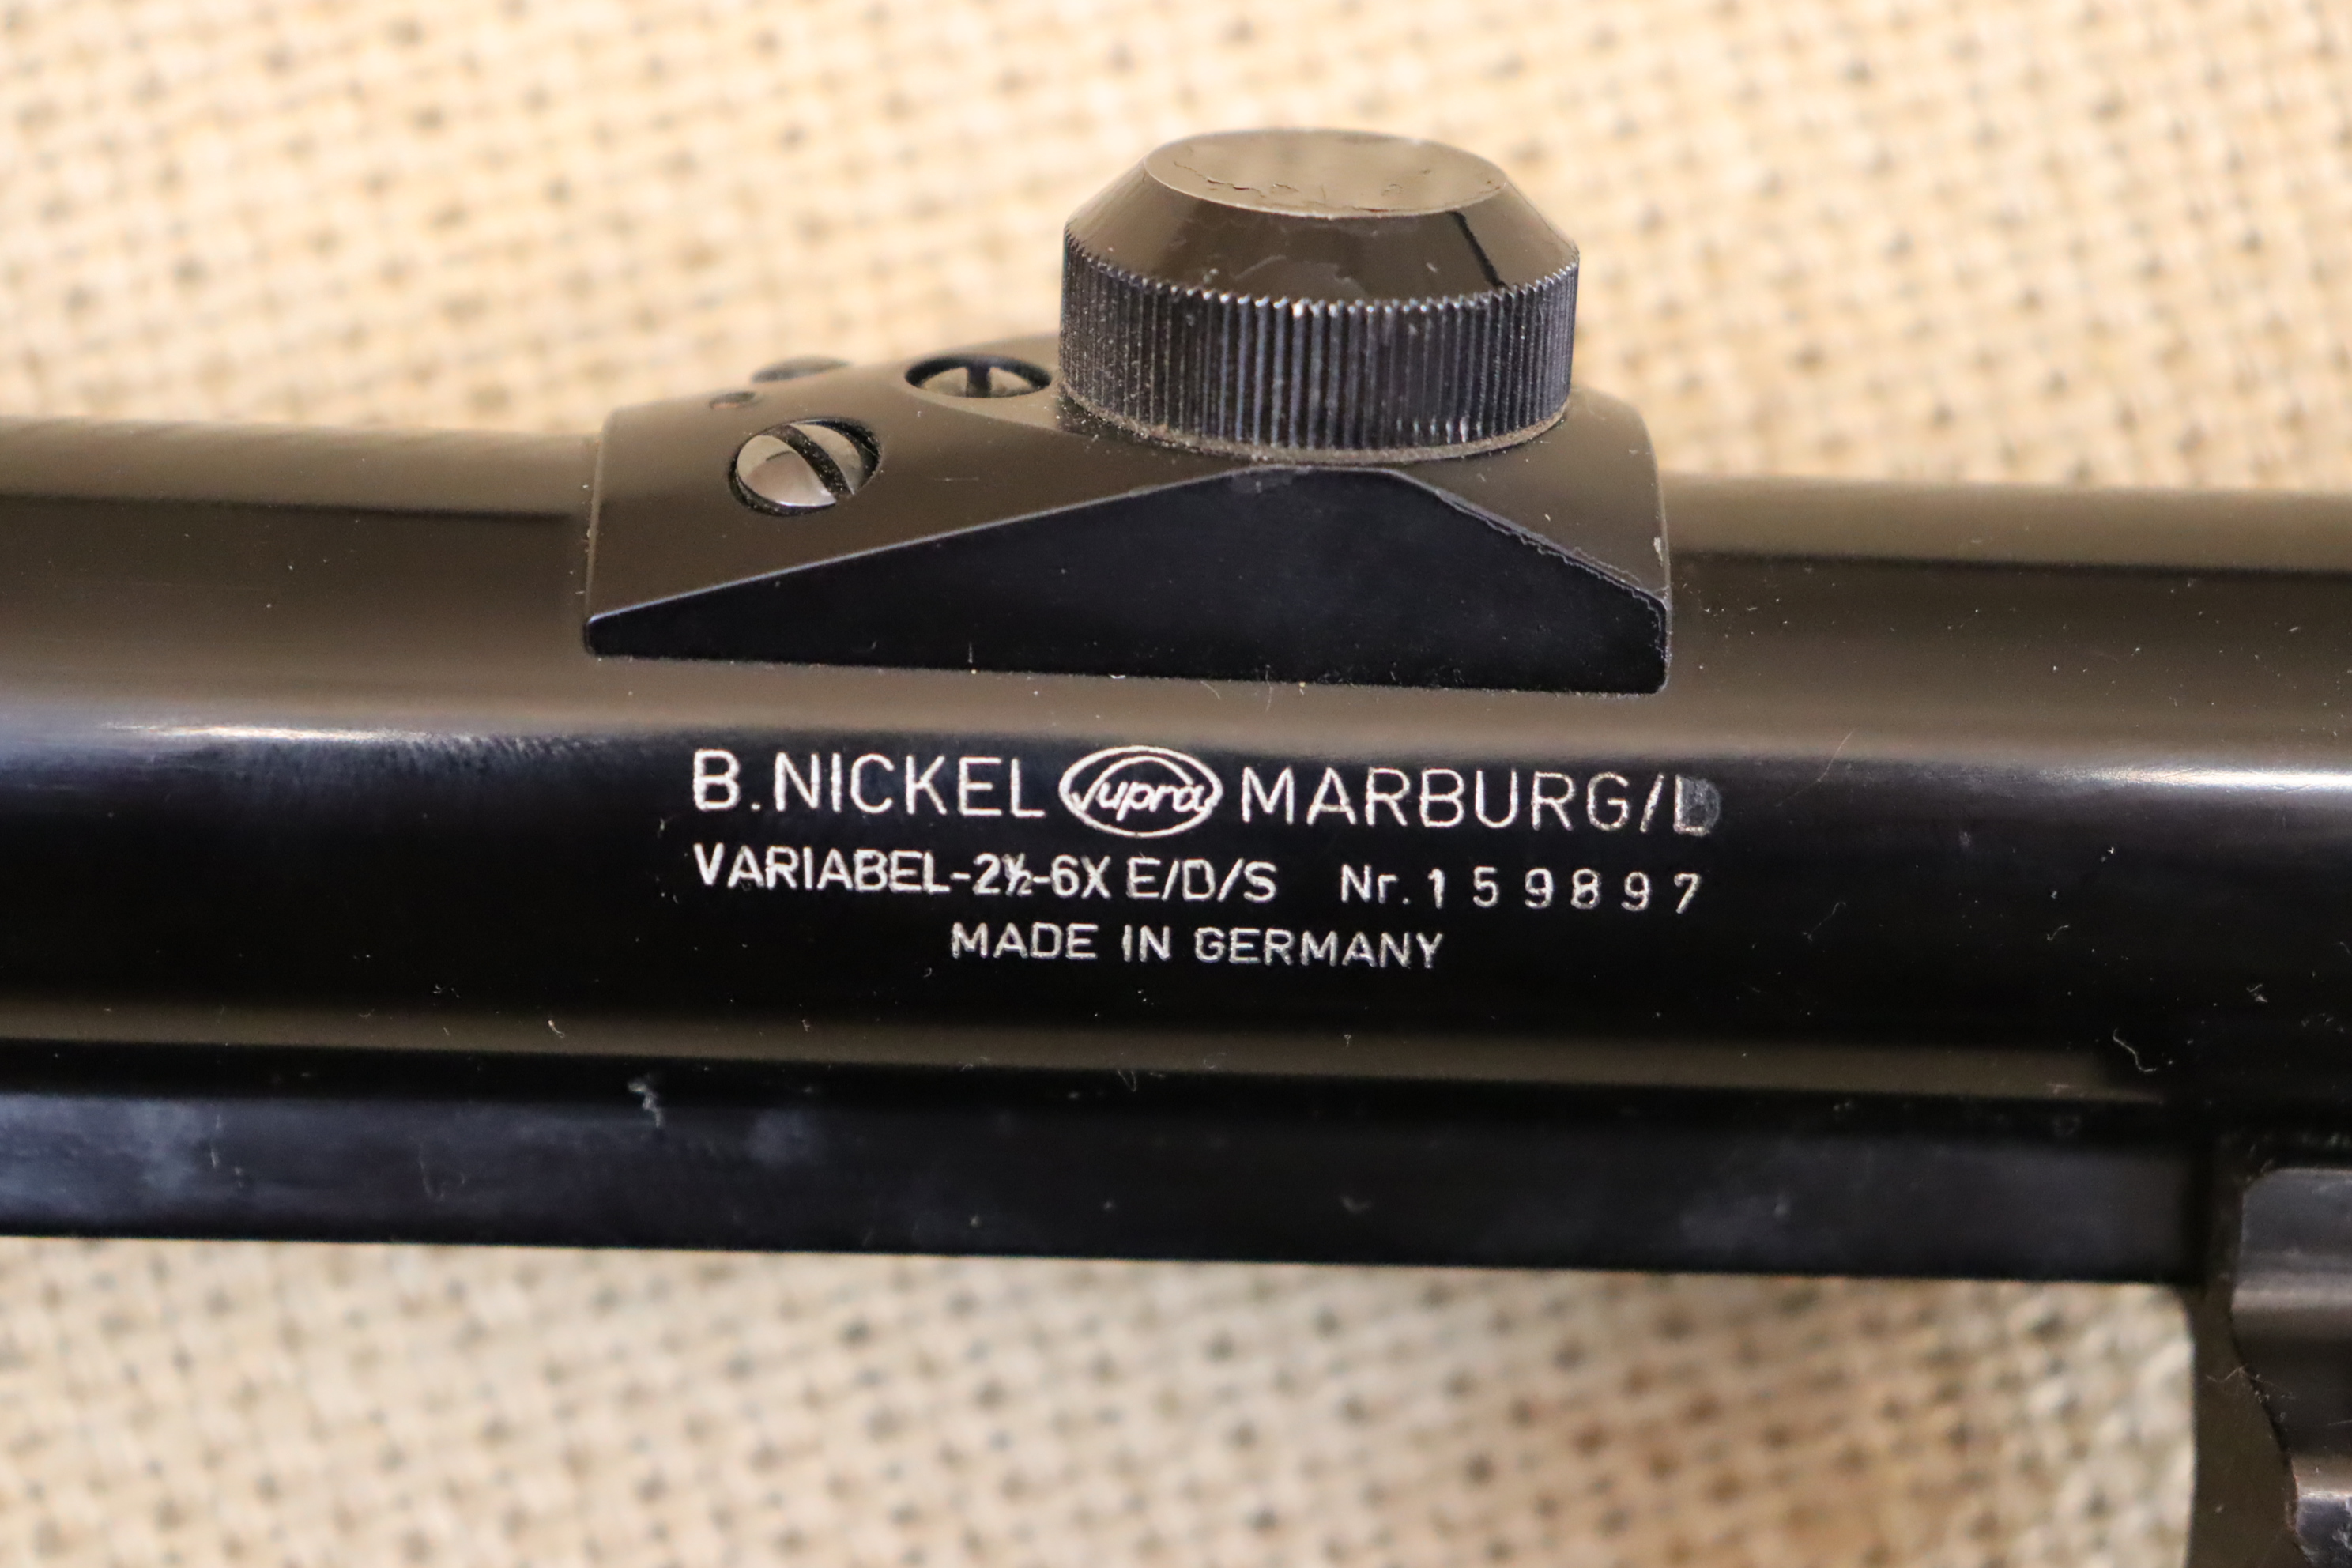 B.NICKEL Supra MARBURG/D
VARIABEL-2½-6X E/D/S Nr.159897
MADE IN GERMANY